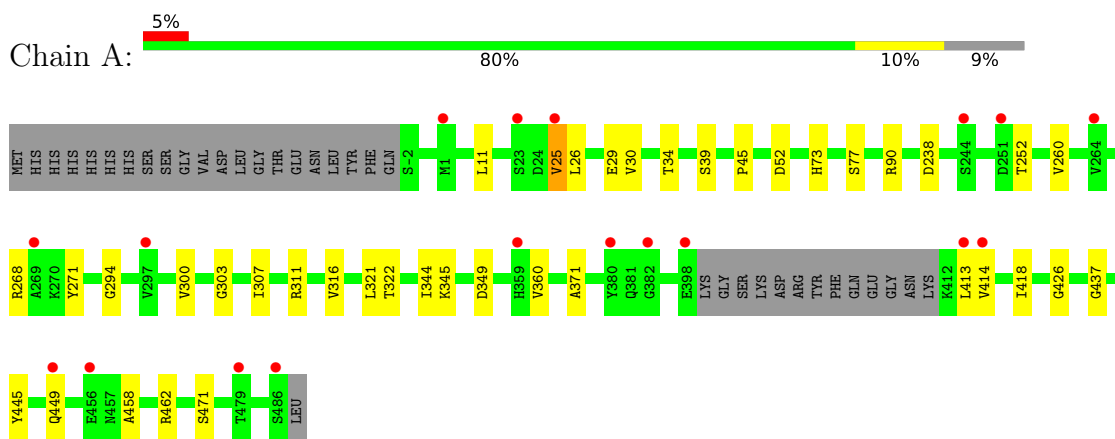 5%
Chain A:
80% 10% 9%
MET HIS HIS HIS HIS HIS HIS SER SER GLY VAL ASP LEU GLY THR GLU ASN LEU TYR PHE GLN S-2 M1 L11 S23 D24 V25 L26 E29 V30 T34 S39 P45 D52 H73 S77 R90 D238 S244 D251 T252 V260 V264
R268 A269 K270 Y271 G294 V297 V300 G303 I307 R311 V316 L321 T322 I344 K345 D349 H359 V360 A371 Y380 Q381 G382 E398 LYS GLY SER LYS ASP ARG TYR PHE GLN GLU GLY ASN LYS K412 L413 V414 I418 G426 G437
Y445 Q449 E456 N457 A458 R462 S471 T479 S486 LEU